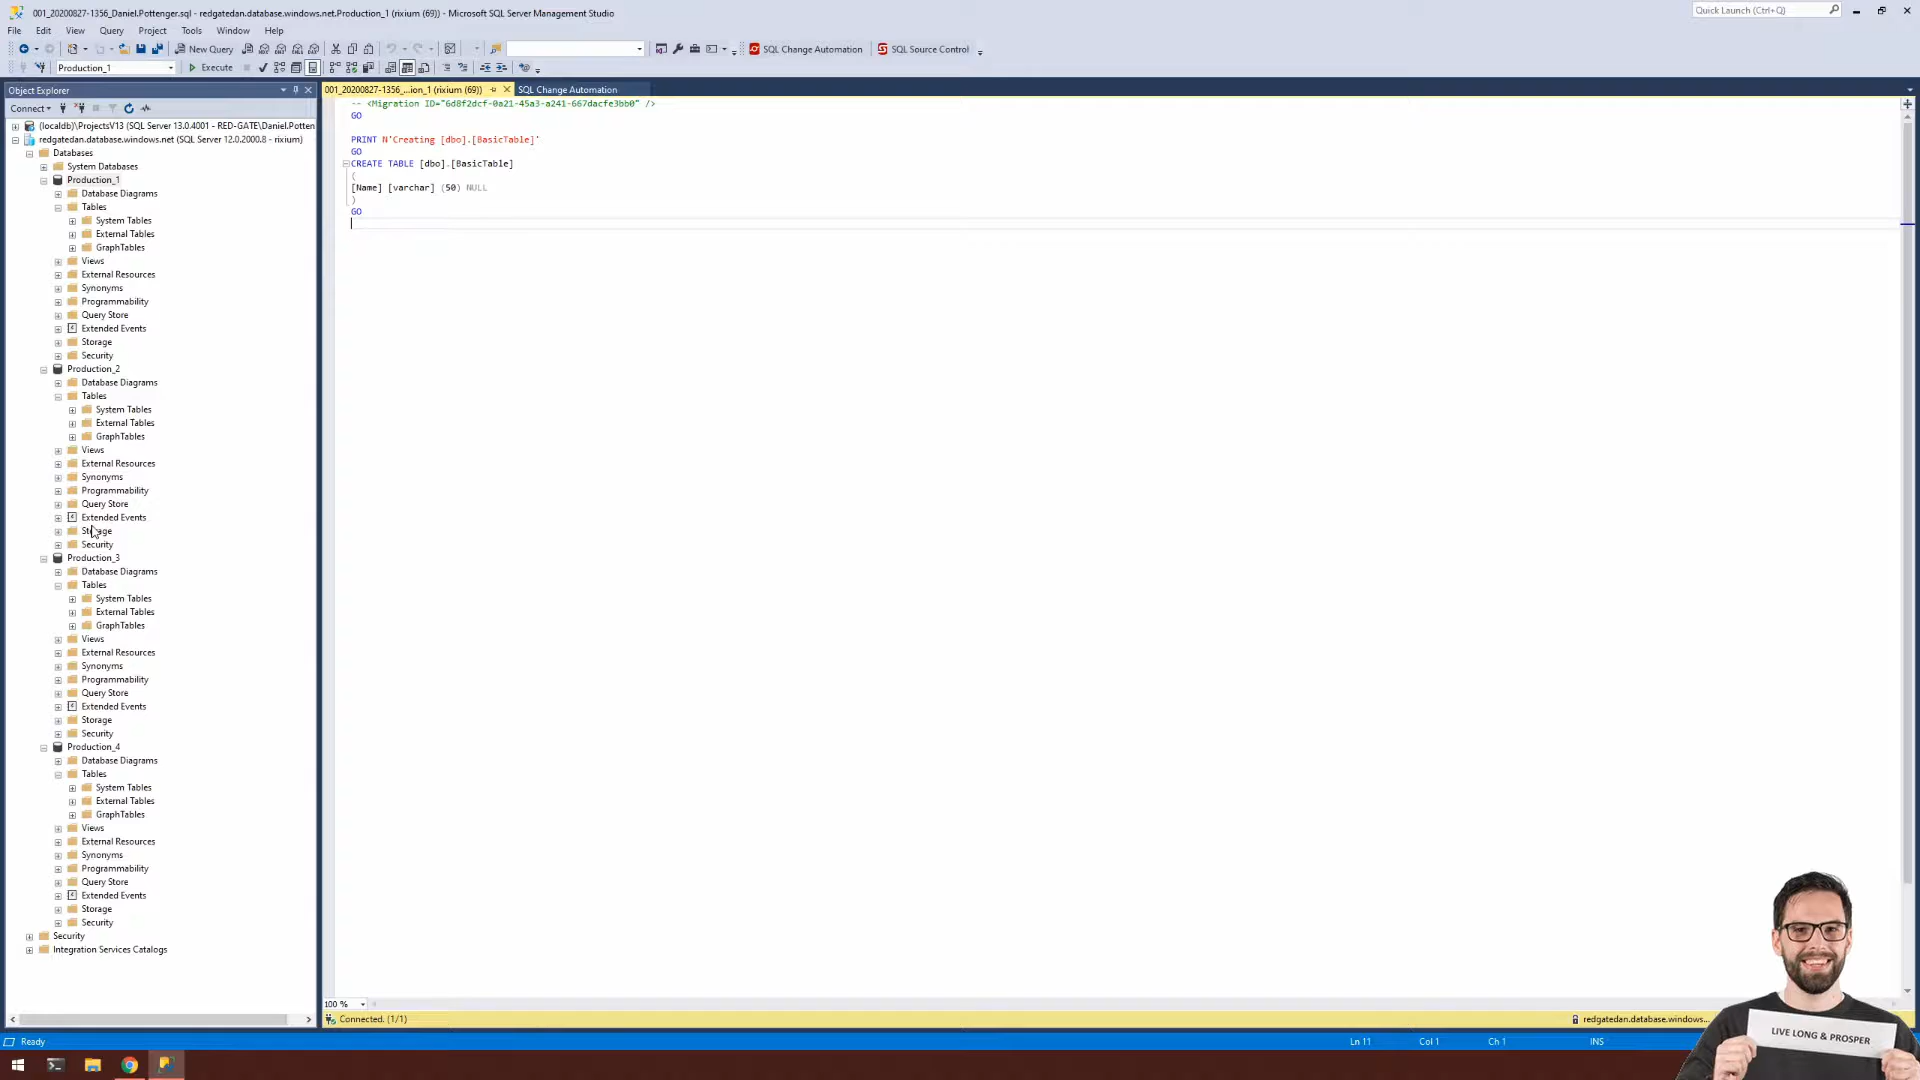 001_20200827-1356_Daniel.Pottenger.sql - redgatedan.database.windows.net.Production_1 (rixium (69)) - Microsoft SQL Server Management Studio
Quick Launch (Ctrl+Q)
File Edit View Query Project Tools Window Help
New Query SQL Change Automation SQL Source Control
Production_1 Execute
Object Explorer
001_20200827-1356_...ion_1 (rixium (69)) SQL Change Automation
Connect
(localdb)\ProjectsV13 (SQL Server 13.0.4001 - RED-GATE\Daniel.Potten
redgatedan.database.windows.net (SQL Server 12.0.2000.8 - rixium)
Databases
System Databases
Production_1
Database Diagrams
Tables
System Tables
External Tables
GraphTables
Views
External Resources
Synonyms
Programmability
Query Store
Extended Events
Storage
Security
Production_2
Database Diagrams
Tables
System Tables
External Tables
GraphTables
Views
External Resources
Synonyms
Programmability
Query Store
Extended Events
Storage
Security
Production_3
Database Diagrams
Tables
System Tables
External Tables
GraphTables
Views
External Resources
Synonyms
Programmability
Query Store
Extended Events
Storage
Security
Production_4
Database Diagrams
Tables
System Tables
External Tables
GraphTables
Views
External Resources
Synonyms
Programmability
Query Store
Extended Events
Storage
Security
Security
Integration Services Catalogs
-- <Migration ID="6d8f2dcf-0a21-45a3-a241-667dacfe3bb0" />
GO
PRINT N'Creating [dbo].[BasicTable]'
GO
CREATE TABLE [dbo].[BasicTable]
(
[Name] [varchar] (50) NULL
)
GO
100 %
Connected. (1/1) redgatedan.database.windows...
Ready Ln 11 Col 1 Ch 1 INS
LIVE LONG & PROSPER